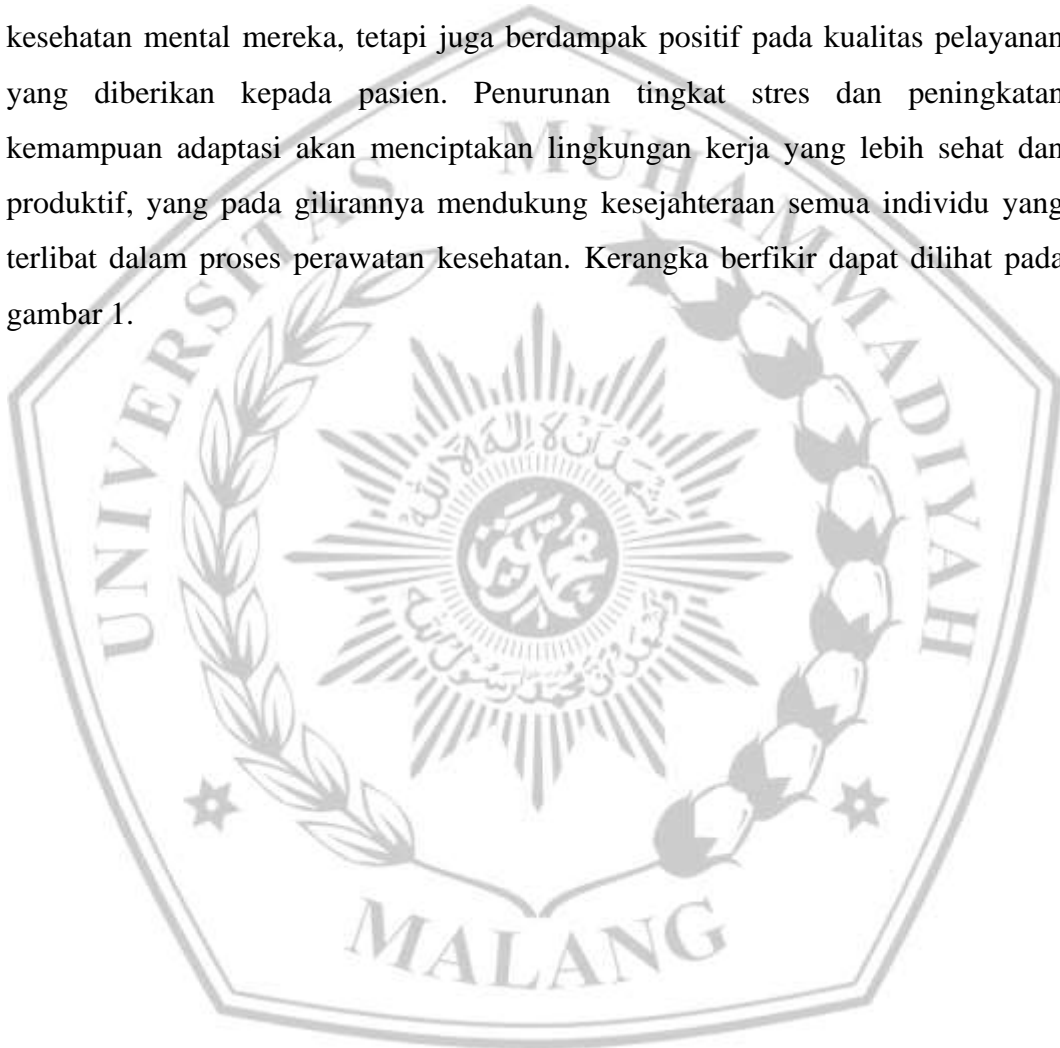 kesehatan mental mereka, tetapi juga berdampak positif pada kualitas pelayanan
yang diberikan kepada pasien. Penurunan tingkat stres dan peningkatan
kemampuan adaptasi akan menciptakan lingkungan kerja yang lebih sehat dan
produktif, yang pada gilirannya mendukung kesejahteraan semua individu yang
terlibat dalam proses perawatan kesehatan. Kerangka berfikir dapat dilihat pada
gambar 1.
UNIVERSITAS MUHAMMADIYAH
MALANG